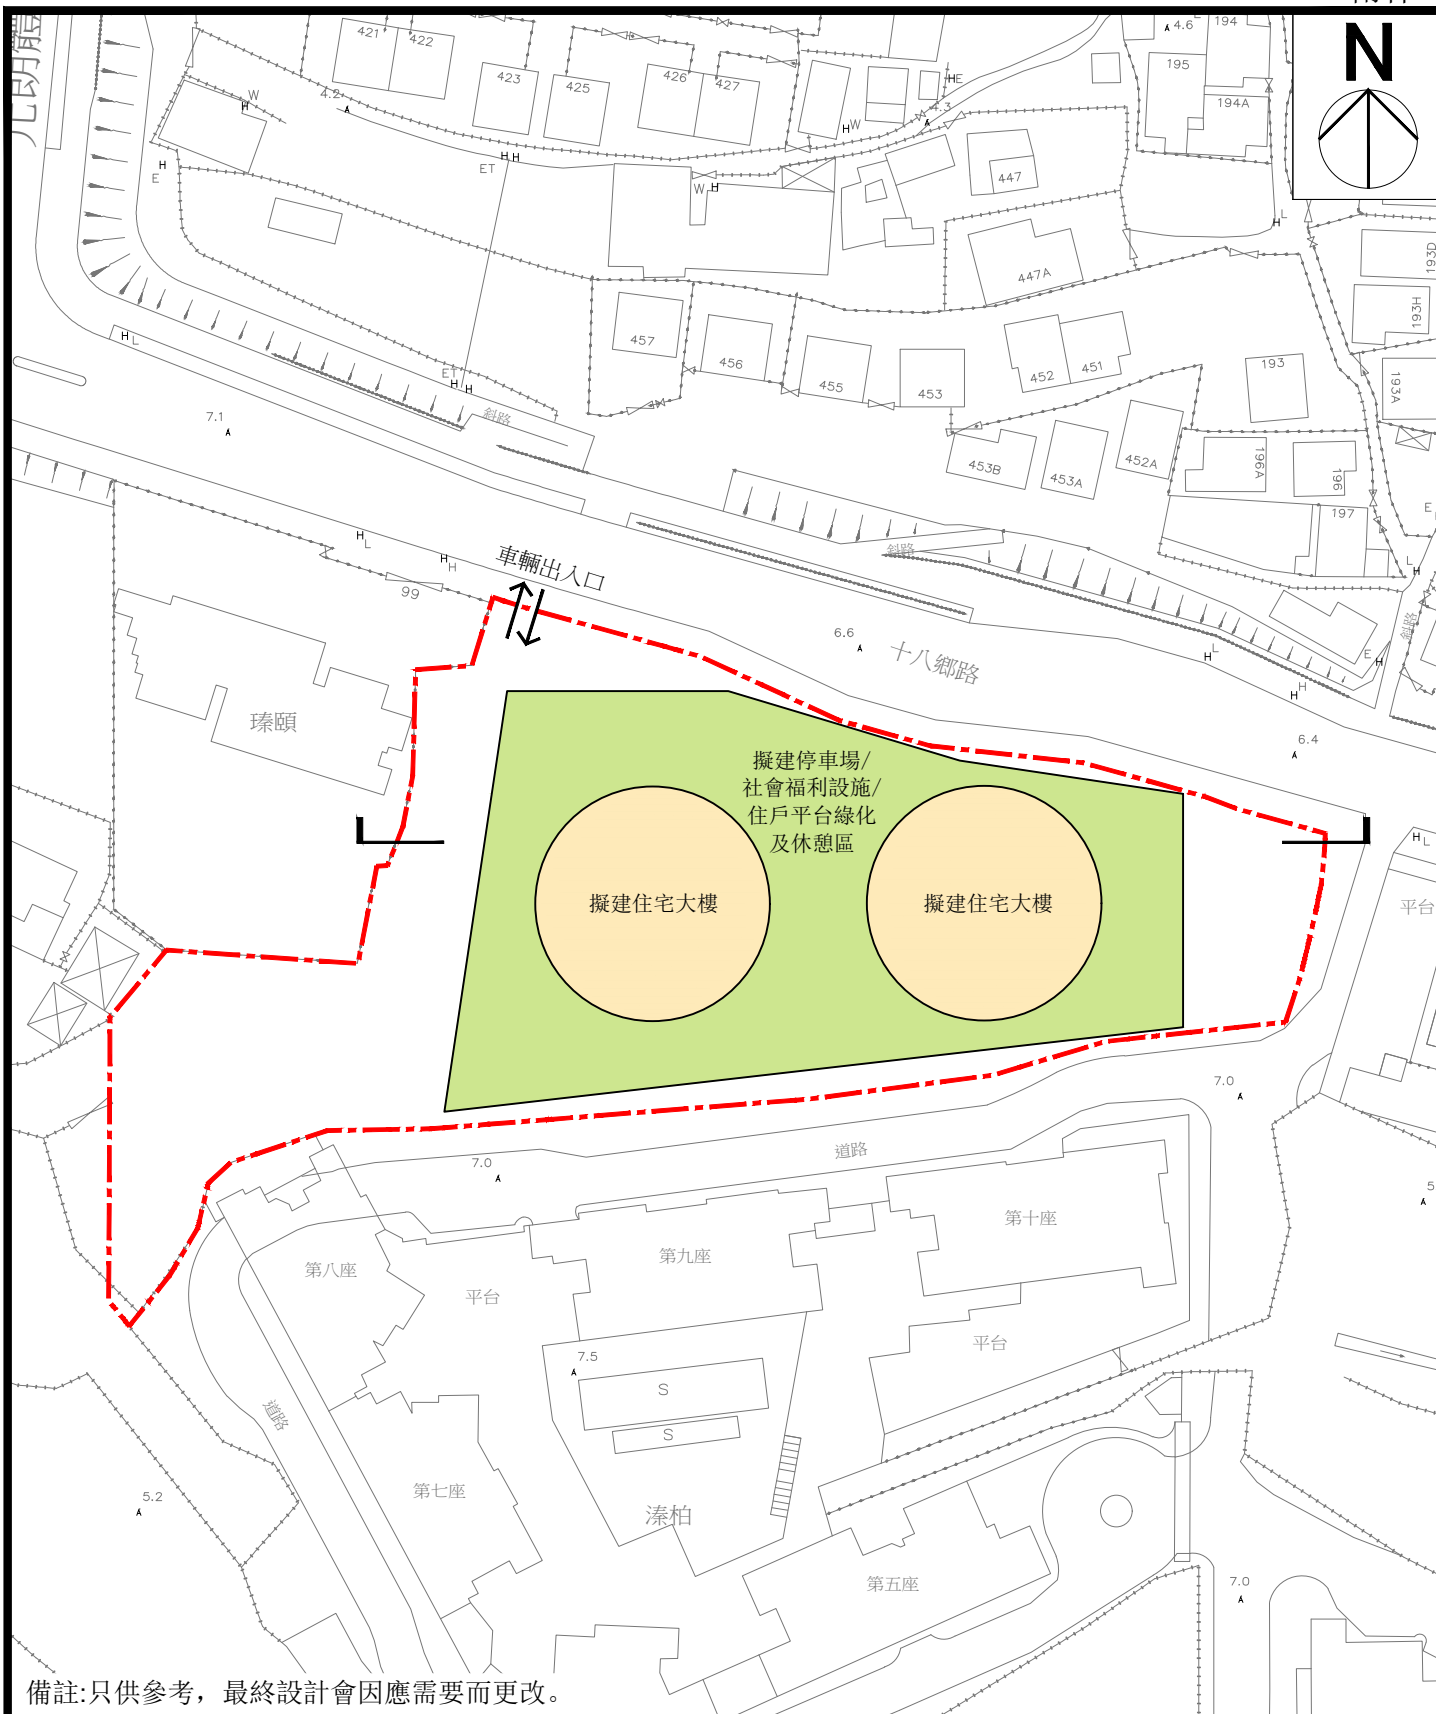 N
421
422
423
425
426
427
4.2
4.3
4.6
194
195
194A
W
E
ET
W
W
E
447
447A
L
193D
193H
193A
457
456
455
453
452
451
193
L
7.1
ET
斜路
453B
453A
452A
196A
196
197
E
L
斜路
L
H
車輛出入口
99
6.6
十八鄉路
L
H
E
斜路
6.4
瑧頤
擬建停車場/
社會福利設施/
住戶平台綠化
及休憩區
擬建住宅大樓
擬建住宅大樓
L
平台
7.0
道路
7.0
第八座
平台
第九座
第十座
平台
7.5
S
S
道路
第七座
溱柏
第五座
5.2
7.0
備註:只供參考，最終設計會因應需要而更改。